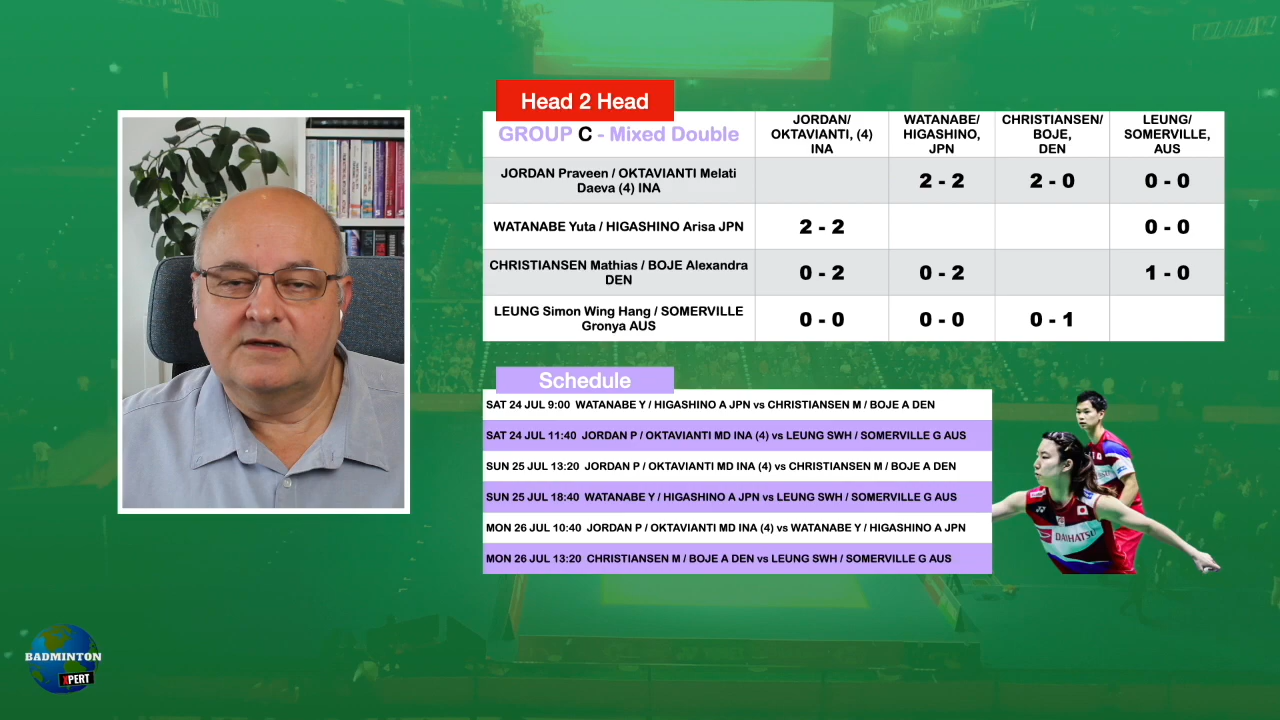 Head 2 Head
GROUP C - Mixed Double
JORDAN/
OKTAVIANTI, (4)
INA
WATANABE/
HIGASHINO,
JPN
CHRISTIANSEN/
BOJE,
DEN
LEUNG/
SOMERVILLE,
AUS
JORDAN Praveen / OKTAVIANTI Melati
Daeva (4) INA
2 - 2
2 - 0
0 - 0
WATANABE Yuta / HIGASHINO Arisa JPN
2 - 2
0 - 0
CHRISTIANSEN Mathias / BOJE Alexandra
DEN
0 - 2
0 - 2
1 - 0
LEUNG Simon Wing Hang / SOMERVILLE
Gronya AUS
0 - 0
0 - 0
0 - 1
Schedule
SAT 24 JUL 9:00 WATANABE Y / HIGASHINO A JPN vs CHRISTIANSEN M / BOJE A DEN
SAT 24 JUL 11:40 JORDAN P / OKTAVIANTI MD INA (4) vs LEUNG SWH / SOMERVILLE G AUS
SUN 25 JUL 13:20 JORDAN P / OKTAVIANTI MD INA (4) vs CHRISTIANSEN M / BOJE A DEN
SUN 25 JUL 18:40 WATANABE Y / HIGASHINO A JPN vs LEUNG SWH / SOMERVILLE G AUS
MON 26 JUL 10:40 JORDAN P / OKTAVIANTI MD INA (4) vs WATANABE Y / HIGASHINO A JPN
MON 26 JUL 13:20 CHRISTIANSEN M / BOJE A DEN vs LEUNG SWH / SOMERVILLE G AUS
DAIHATSU
BADMINTON
XPERT